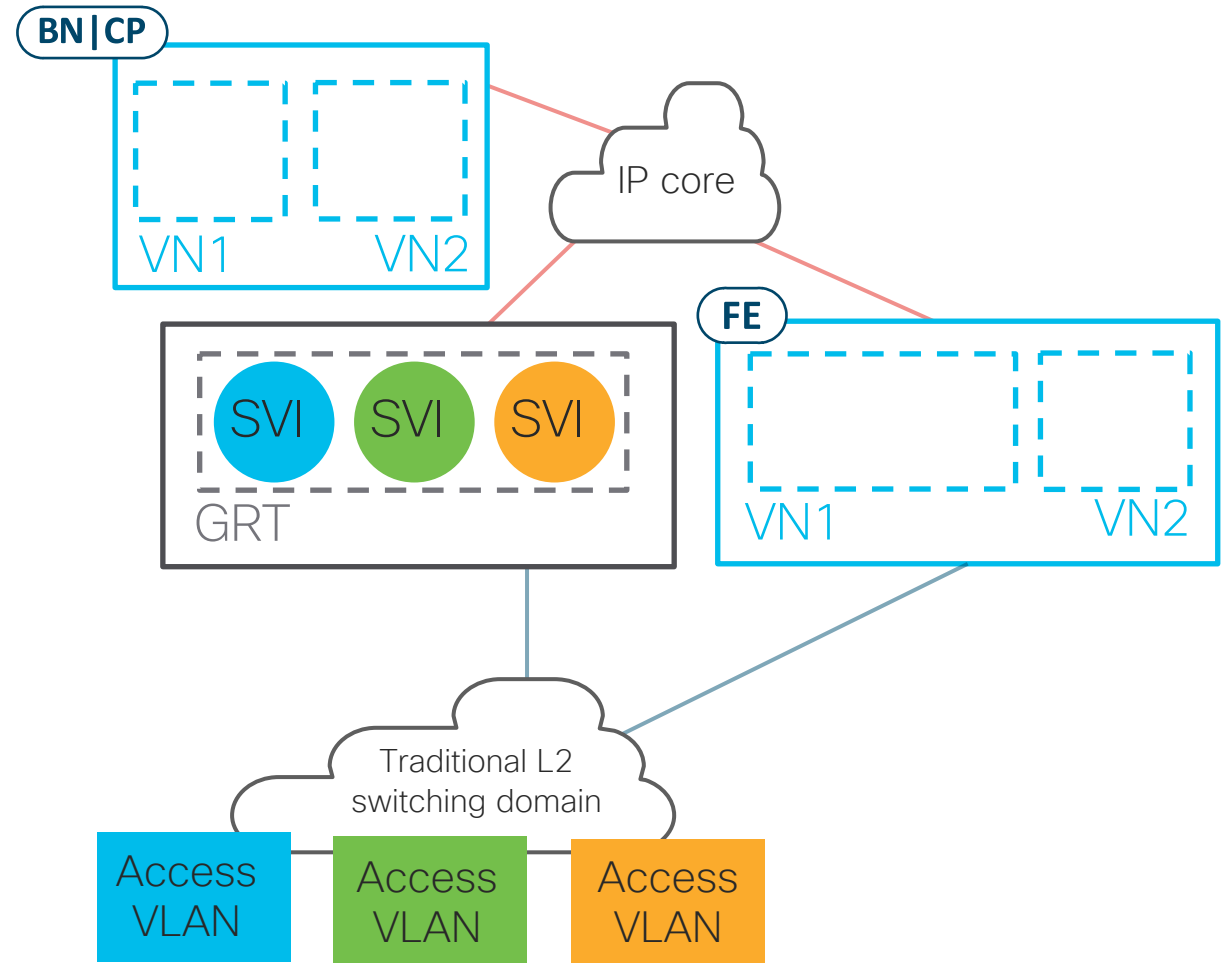 BN|CP
VN1
VN2
IP core
FE
SVI
SVI
SVI
GRT
VN1
VN2
Traditional L2
switching domain
Access
VLAN
Access
VLAN
Access
VLAN